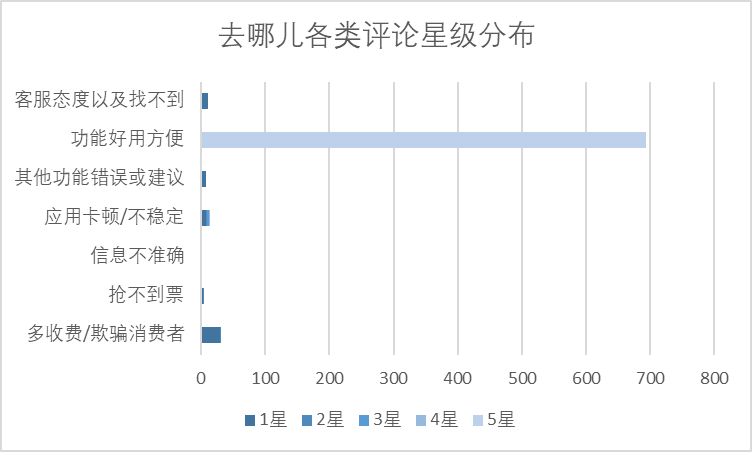 去哪儿各类评论星级分布
客服态度以及找不到
功能好用方便
其他功能错误或建议
应用卡顿/不稳定
信息不准确
抢不到票
多收费/欺骗消费者
0 100 200 300 400 500 600 700 800
1星 2星 3星 4星 5星